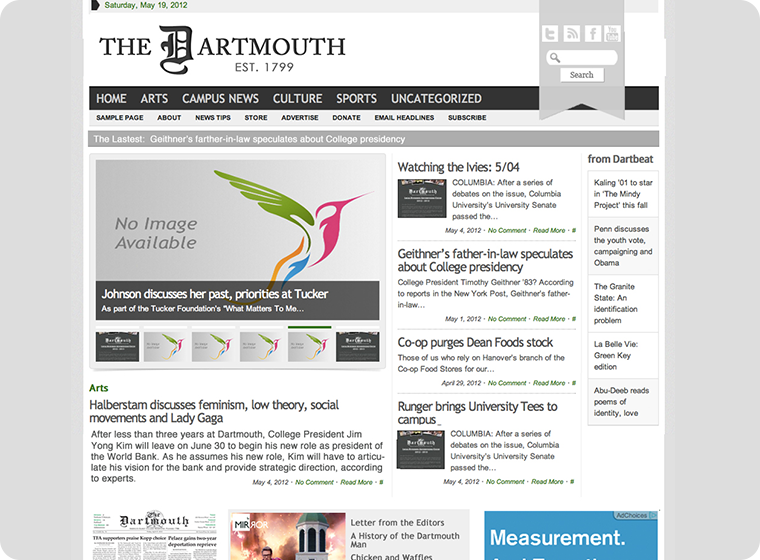 Saturday, May 19, 2012
THE DARTMOUTH
EST. 1799
Search
HOME ARTS CAMPUS NEWS CULTURE SPORTS UNCATEGORIZED
SAMPLE PAGE ABOUT NEWS TIPS STORE ADVERTISE DONATE EMAIL HEADLINES SUBSCRIBE
The Lastest: Geithner's farther-in-law speculates about College presidency
No Image
Available
Johnson discusses her past, priorities at Tucker
As part of the Tucker Foundation's "What Matters To Me...
Arts
Halberstam discusses feminism, low theory, social
movements and Lady Gaga
After less than three years at Dartmouth, College President Jim
Yong Kim will leave on June 30 to begin his new role as president of
the World Bank. As he assumes his new role, Kim will have to articu-
late his vision for the bank and provide strategic direction, according
to experts.
May 4, 2012 · No Comment · Read More · #
Watching the Ivies: 5/04
COLUMBIA: After a series of
debates on the issue, Columbia
University's University Senate
passed the...
May 4, 2012 · No Comment · Read More · #
Geithner's father-in-law speculates
about College presidency
College President Timothy Geithner '83? According
to reports in the New York Post, Geithner's father-
in-law...
May 1, 2012 · No Comment · Read More · #
Co-op purges Dean Foods stock
Those of us who rely on Hanover's branch of the
Co-op Food Stores for our...
April 29, 2012 · No Comment · Read More · #
Runger brings University Tees to
campus
COLUMBIA: After a series of
debates on the issue, Columbia
University's University Senate
passed the...
May 4, 2012 · No Comment · Read More · #
from Dartbeat
Kaling '01 to star
in 'The Mindy
Project' this fall
Penn discusses
the youth vote,
campaigning and
Obama
The Granite
State: An
identification
problem
La Belle Vie:
Green Key
edition
Abu-Deeb reads
poems of
identity, love
The Dartmouth
TFA supporters praise Kopp choice
Pelacz gains two-year
deportation reprieve
MIRROR
Letter from the Editors
A History of the Dartmouth
Man
Chicken and Waffles
AdChoices
Measurement.